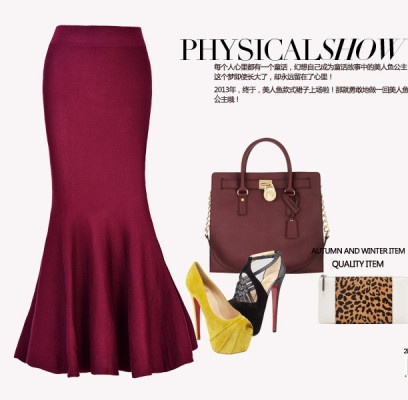 PHYSICALSHOW
每个人心里都有一个童话，幻想自己成为童话故事中的美人鱼公主
这个梦即使长大了，却永远留在了心里！
2013年，终于，美人鱼款式裙子上场啦！那就勇敢地做一回美人鱼
公主哦！
AUTUMN AND WINTER ITEM
QUALITY ITEM